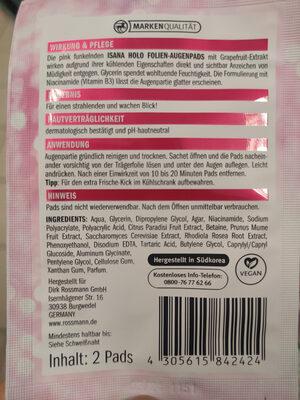 MARKENQUALITÄT
WIRKUNG & PFLEGE
Die pink funkelnden ISANA HOLO FOLIEN-AUGENPADS mit Grapefruit-Extrakt
wirken aufgrund ihrer kühlenden Eigenschaften direkt und sichtbar Anzeichen von
Müdigkeit entgegen. Glycerin spendet wohltuende Feuchtigkeit. Die Formulierung mit
Niacinamide (Vitamin B3) lässt die Augenpartie glatter erscheinen.
ERLEBNIS
Für einen strahlenden und wachen Blick!
HAUTVERTRÄGLICHKEIT
dermatologisch bestätigt und pH-hautneutral
ANWENDUNG
Augenpartie gründlich reinigen und trocknen. Sachet öffnen und die Pads nachein-
ander vorsichtig von der Trägerfolie lösen und unter den Augen auflegen. Leicht
andrücken. Nach einer Einwirkzeit von 10 bis 20 Minuten Pads entfernen.
Tipp: Für den extra Frische-Kick im Kühlschrank aufbewahren.
HINWEIS
Pads sind nicht wiederverwendbar. Nach dem Öffnen unmittelbar verbrauchen.
INGREDIENTS: Aqua, Glycerin, Dipropylene Glycol, Agar, Niacinamide, Sodium
Polyacrylate, Polyacrylic Acid, Citrus Paradisi Fruit Extract, Betaine, Prunus Mume
Fruit Extract, Saccharomyces Cerevisiae Extract, Rhodiola Rosea Root Extract,
Phenoxyethanol, Disodium EDTA, Tartaric Acid, Butylene Glycol, Caprylyl/Capryl
Glucoside, Aluminum Glycinate,
Pentylene Glycol, Cellulose Gum,
Xanthan Gum, Parfum.
Hergestellt in Südkorea
Hergestellt für
Dirk Rossmann GmbH
Isernhägener Str. 16
30938 Burgwedel
GERMANY
www.rossmann.de
Kostenloses Info-Telefon:
0800-76 77 62 66
VEGAN
Mindestens haltbar bis:
Siehe Schweißnaht
Inhalt: 2 Pads
4 305615 842424